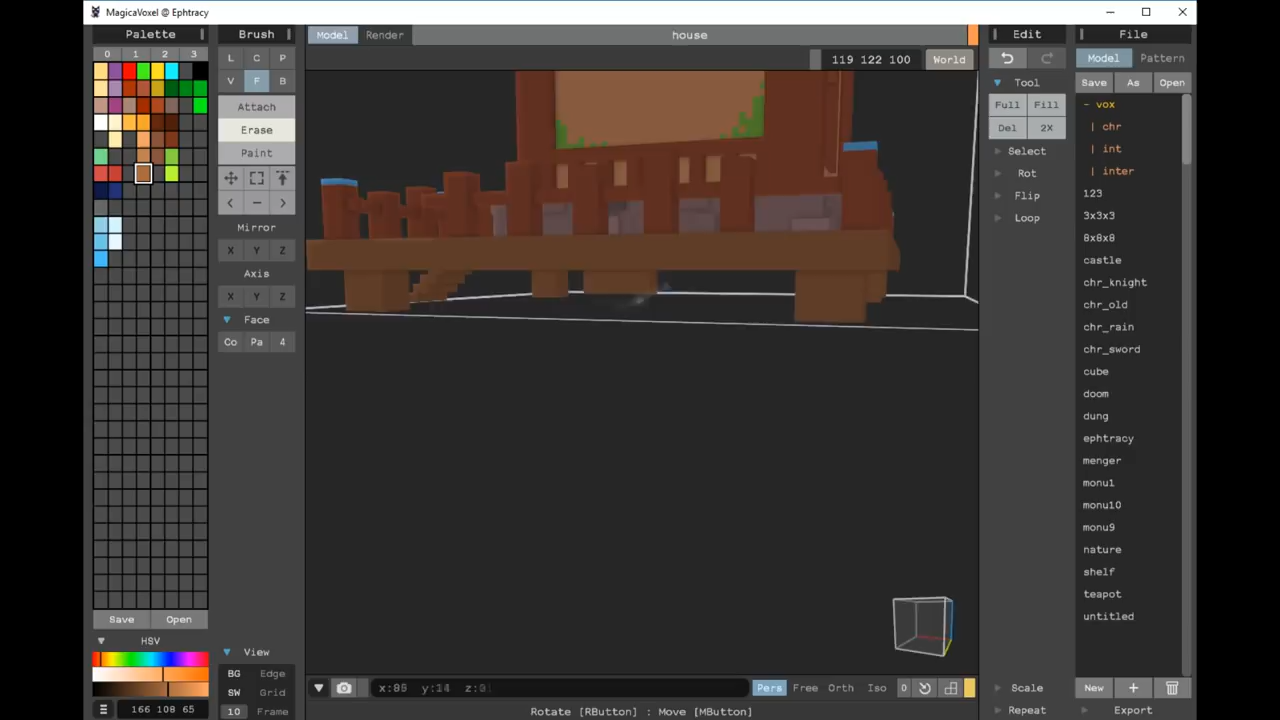 MagicaVoxel @ Ephtracy
Palette
0 1 2 3
Save Open
HSV
166 108 65
Brush
L C P
V F B
Attach
Erase
Paint
Mirror
X Y Z
Axis
X Y Z
Face
Co Pa 4
View
BG Edge
SW Grid
10 Frame
Model Render house
119 122 100 World
Pers Free Orth Iso 0
Rotate [RButton] : Move [MButton]
Edit
Tool
Full Fill
Del 2X
Select
Rot
Flip
Loop
Scale
Repeat
File
Model Pattern
Save As Open
- vox
| chr
| int
| inter
123
3x3x3
8x8x8
castle
chr_knight
chr_old
chr_rain
chr_sword
cube
doom
dung
ephtracy
menger
monu1
monu10
monu9
nature
shelf
teapot
untitled
New +
Export